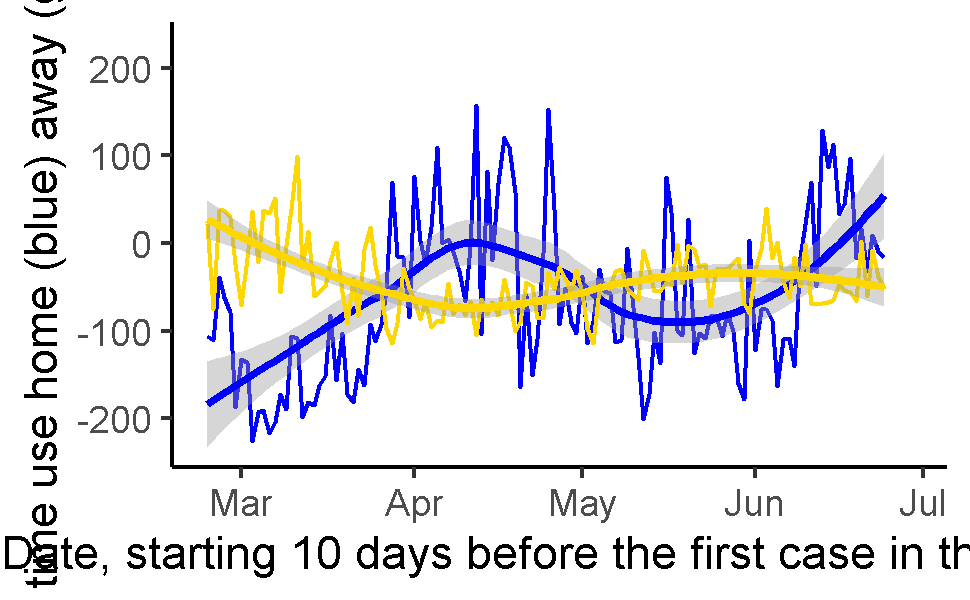 time use home (blue) away (
200
100
0
-100
-200
Mar Apr May Jun Jul
Date, starting 10 days before the first case in th